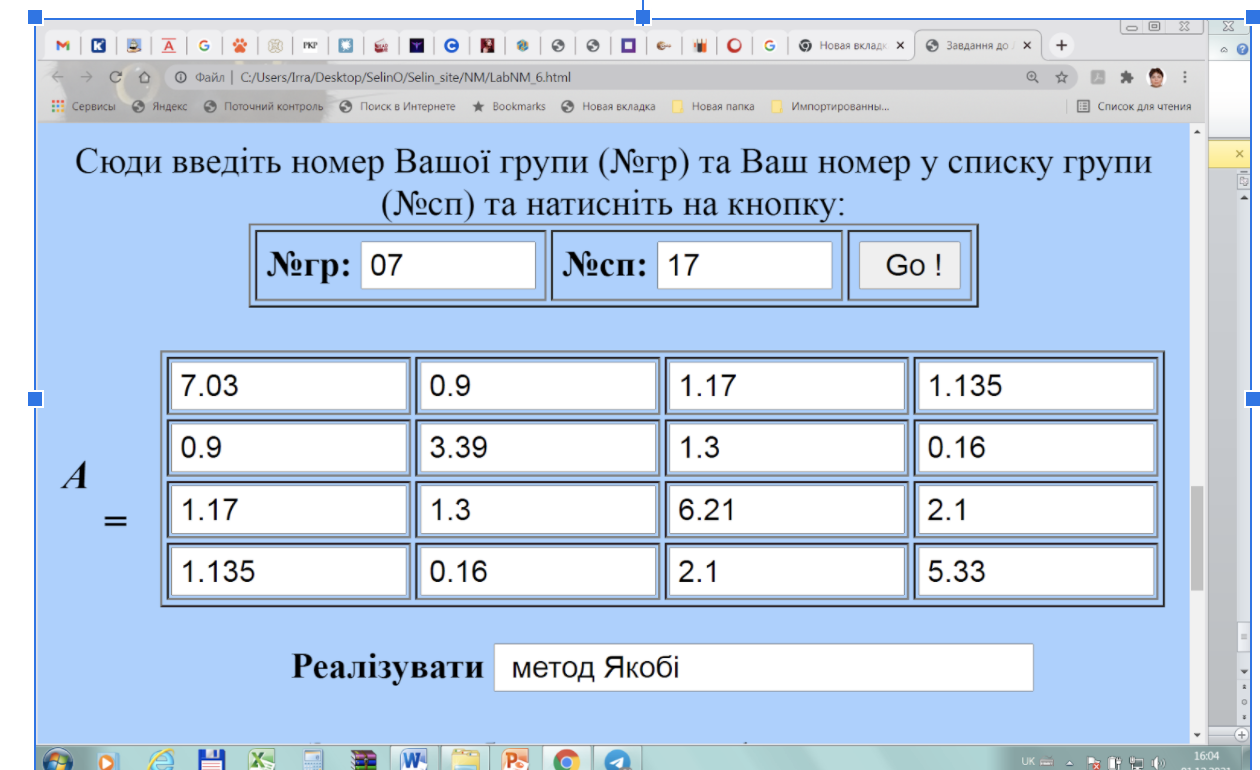 Новая вкладк × Завдання до × +
Файл | C:/Users/Irra/Desktop/SelinO/Selin_site/NM/LabNM_6.html
Сервисы Яндекс Поточний контроль Поиск в Интернете Bookmarks Новая вкладка Новая папка Импортированны... Список для чтения
Сюди введіть номер Вашої групи (№гр) та Ваш номер у списку групи
(№сп) та натисніть на кнопку:
№гр: 07 №сп: 17 Go !
7.03 0.9 1.17 1.135
0.9 3.39 1.3 0.16
A
=
1.17 1.3 6.21 2.1
1.135 0.16 2.1 5.33
Реалізувати метод Якобі
UK 16:04